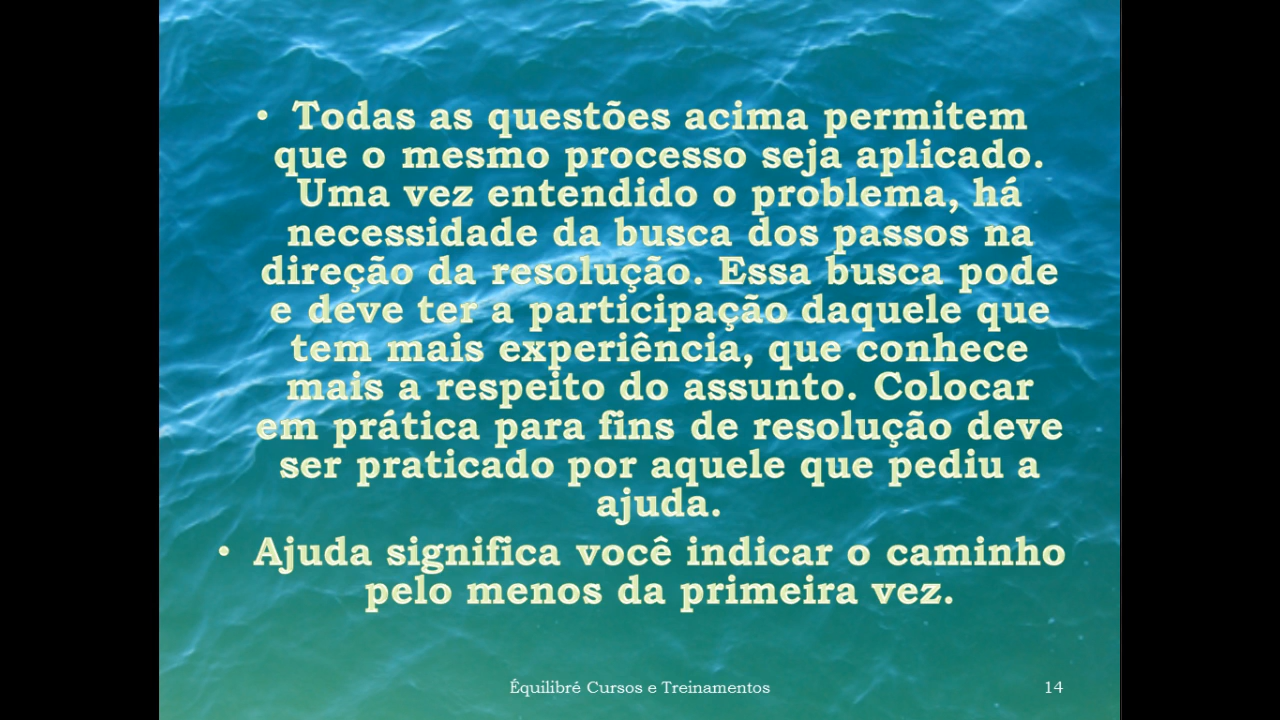 • Todas as questões acima permitem
que o mesmo processo seja aplicado.
Uma vez entendido o problema, há
necessidade da busca dos passos na
direção da resolução. Essa busca pode
e deve ter a participação daquele que
tem mais experiência, que conhece
mais a respeito do assunto. Colocar
em prática para fins de resolução deve
ser praticado por aquele que pediu a
ajuda.
• Ajuda significa você indicar o caminho
pelo menos da primeira vez.
Équilibré Cursos e Treinamentos
14